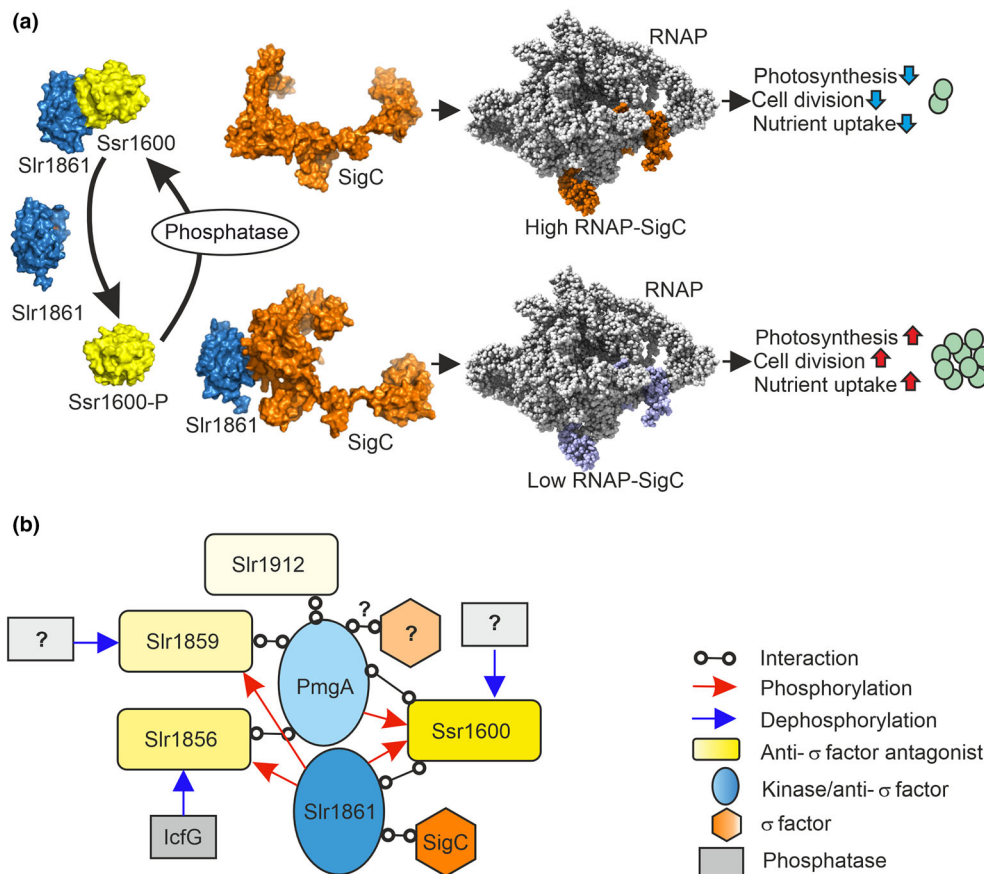 (a)
RNAP
Photosynthesis
Cell division
Nutrient uptake
Slr1861
Ssr1600
SigC
Phosphatase
High RNAP-SigC
Slr1861
RNAP
Photosynthesis
Cell division
Nutrient uptake
Ssr1600-P
Slr1861
SigC
Low RNAP-SigC
(b)
Slr1912
?
?
?
?
Slr1859
PmgA
Slr1856
Ssr1600
Slr1861
IcfG
SigC
Interaction
Phosphorylation
Dephosphorylation
Anti-σ factor antagonist
Kinase/anti-σ factor
σ factor
Phosphatase